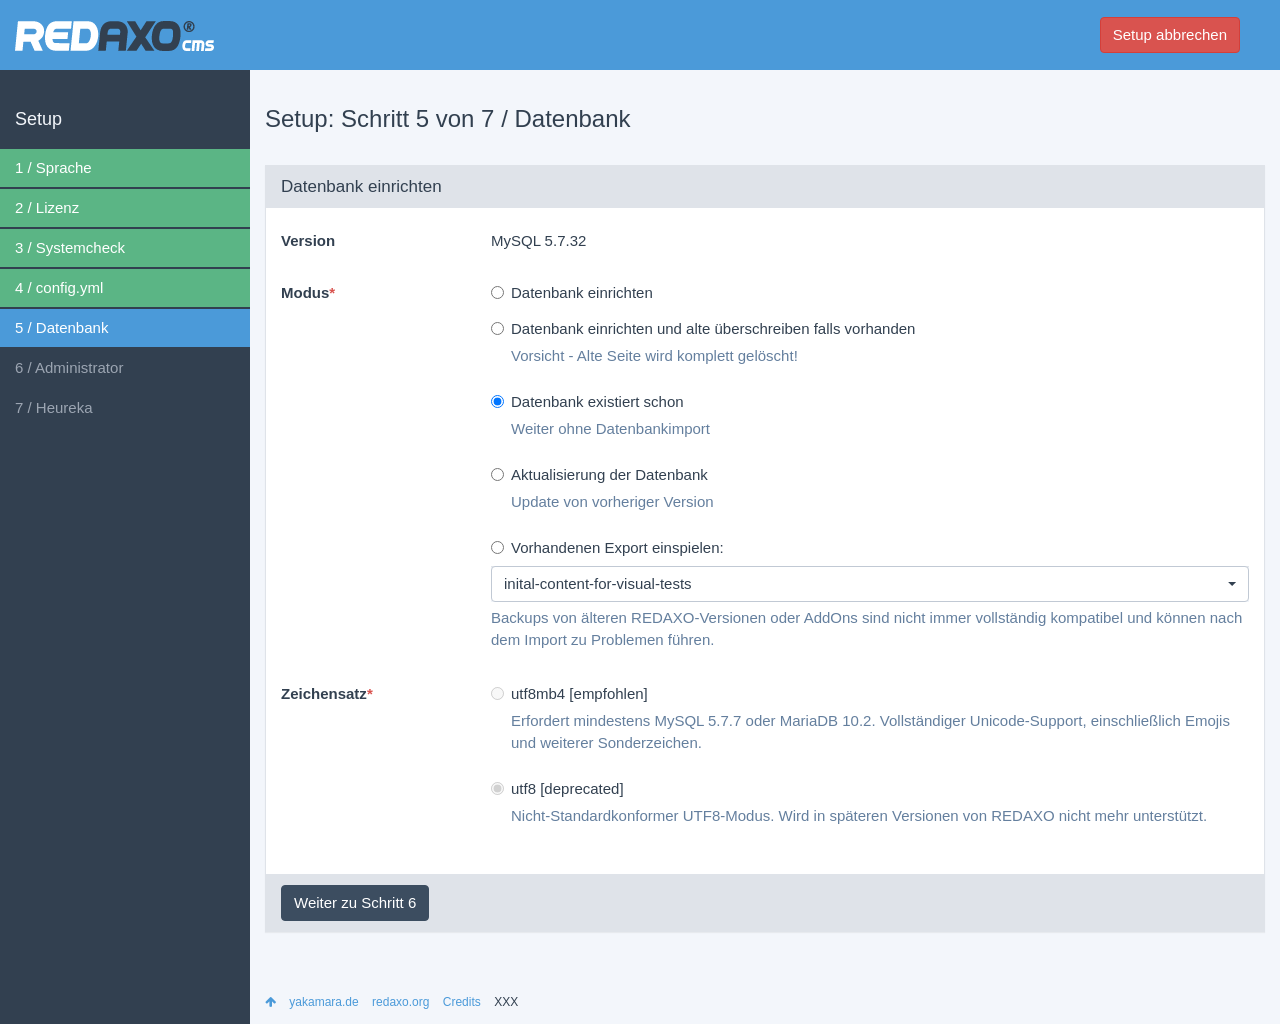 REDAXO® cms
Setup abbrechen
Setup
1 / Sprache
2 / Lizenz
3 / Systemcheck
4 / config.yml
5 / Datenbank
6 / Administrator
7 / Heureka
Setup: Schritt 5 von 7 / Datenbank
Datenbank einrichten
Version MySQL 5.7.32
Modus* Datenbank einrichten
Datenbank einrichten und alte überschreiben falls vorhanden
Vorsicht - Alte Seite wird komplett gelöscht!
Datenbank existiert schon
Weiter ohne Datenbankimport
Aktualisierung der Datenbank
Update von vorheriger Version
Vorhandenen Export einspielen:
inital-content-for-visual-tests
Backups von älteren REDAXO-Versionen oder AddOns sind nicht immer vollständig kompatibel und können nach
dem Import zu Problemen führen.
Zeichensatz* utf8mb4 [empfohlen]
Erfordert mindestens MySQL 5.7.7 oder MariaDB 10.2. Vollständiger Unicode-Support, einschließlich Emojis
und weiterer Sonderzeichen.
utf8 [deprecated]
Nicht-Standardkonformer UTF8-Modus. Wird in späteren Versionen von REDAXO nicht mehr unterstützt.
Weiter zu Schritt 6
yakamara.de redaxo.org Credits XXX